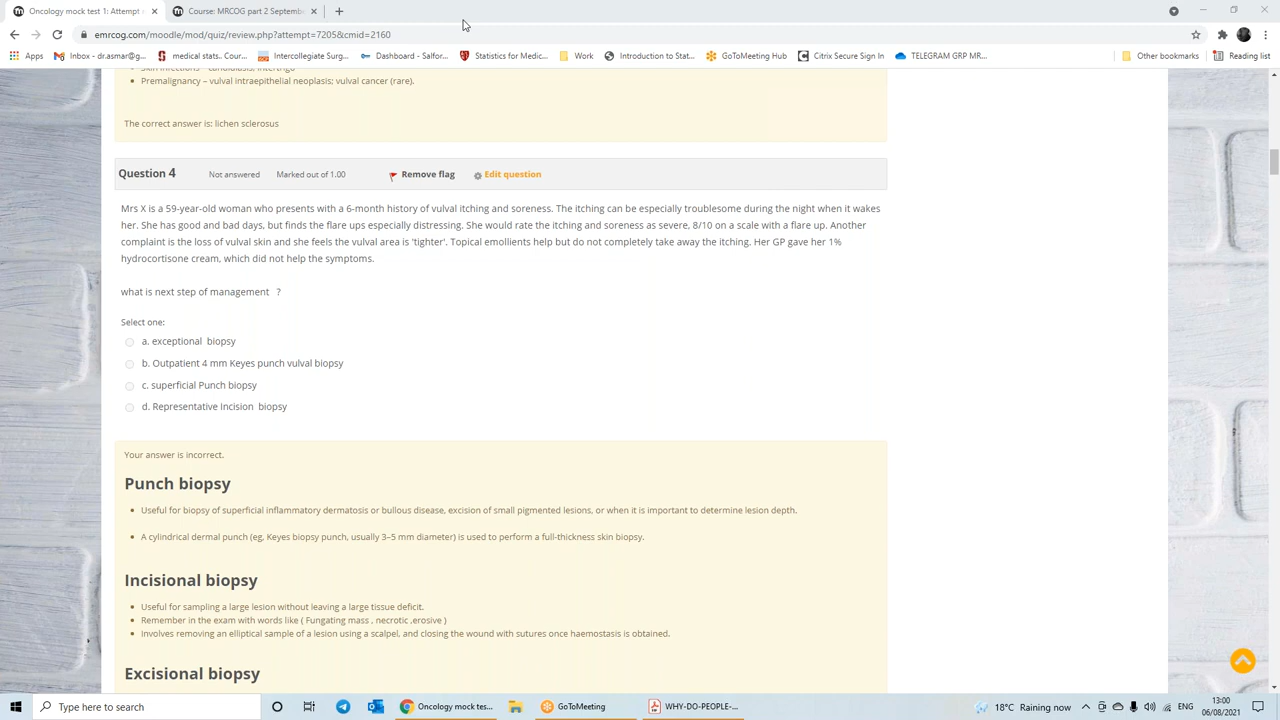 Oncology mock test 1: Attempt
Course: MRCOG part 2 Septemb
emrcog.com/moodle/mod/quiz/review.php?attempt=7205&cmid=2160
Apps
Inbox - dr.asmar@g...
medical stats.. Cours...
Intercollegiate Surg...
Dashboard - Salfor...
Statistics for Medic...
Work
Introduction to Stat...
GoToMeeting Hub
Citrix Secure Sign In
TELEGRAM GRP MR...
Other bookmarks
Reading list
Premalignancy – vulval intraepithelial neoplasis; vulval cancer (rare).
The correct answer is: lichen sclerosus
Question 4
Not answered
Marked out of 1.00
Remove flag
Edit question
Mrs X is a 59-year-old woman who presents with a 6-month history of vulval itching and soreness. The itching can be especially troublesome during the night when it wakes
her. She has good and bad days, but finds the flare ups especially distressing. She would rate the itching and soreness as severe, 8/10 on a scale with a flare up. Another
complaint is the loss of vulval skin and she feels the vulval area is 'tighter'. Topical emollients help but do not completely take away the itching. Her GP gave her 1%
hydrocortisone cream, which did not help the symptoms.
what is next step of management ?
Select one:
a. exceptional biopsy
b. Outpatient 4 mm Keyes punch vulval biopsy
c. superficial Punch biopsy
d. Representative Incision biopsy
Your answer is incorrect.
Punch biopsy
Useful for biopsy of superficial inflammatory dermatosis or bullous disease, excision of small pigmented lesions, or when it is important to determine lesion depth.
A cylindrical dermal punch (eg, Keyes biopsy punch, usually 3–5 mm diameter) is used to perform a full-thickness skin biopsy.
Incisional biopsy
Useful for sampling a large lesion without leaving a large tissue deficit.
Remember in the exam with words like ( Fungating mass , necrotic ,erosive )
Involves removing an elliptical sample of a lesion using a scalpel, and closing the wound with sutures once haemostasis is obtained.
Excisional biopsy
Type here to search
Oncology mock tes...
GoToMeeting
WHY-DO-PEOPLE-...
18°C Raining now
ENG
13:00
06/08/2021